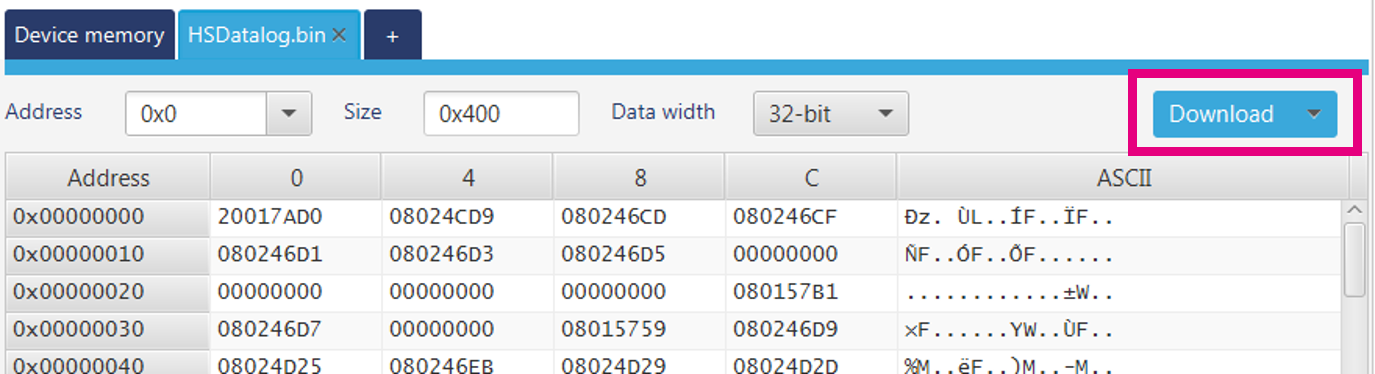 Device memory HSDatalog.bin × +
Address 0x0 Size 0x400 Data width 32-bit Download
Address 0 4 8 C ASCII
0x00000000 20017AD0 08024CD9 080246CD 080246CF Ðz. ÙL..ÍF..ÏF..
0x00000010 080246D1 080246D3 080246D5 00000000 ÑF..ÓF..ÕF......
0x00000020 00000000 00000000 00000000 080157B1 ............±W..
0x00000030 080246D7 00000000 08015759 080246D9 ×F......YW..ÙF..
0x00000040 08024D25 080246EB 08024D29 08024D2D %M..ëF..)M..-M..